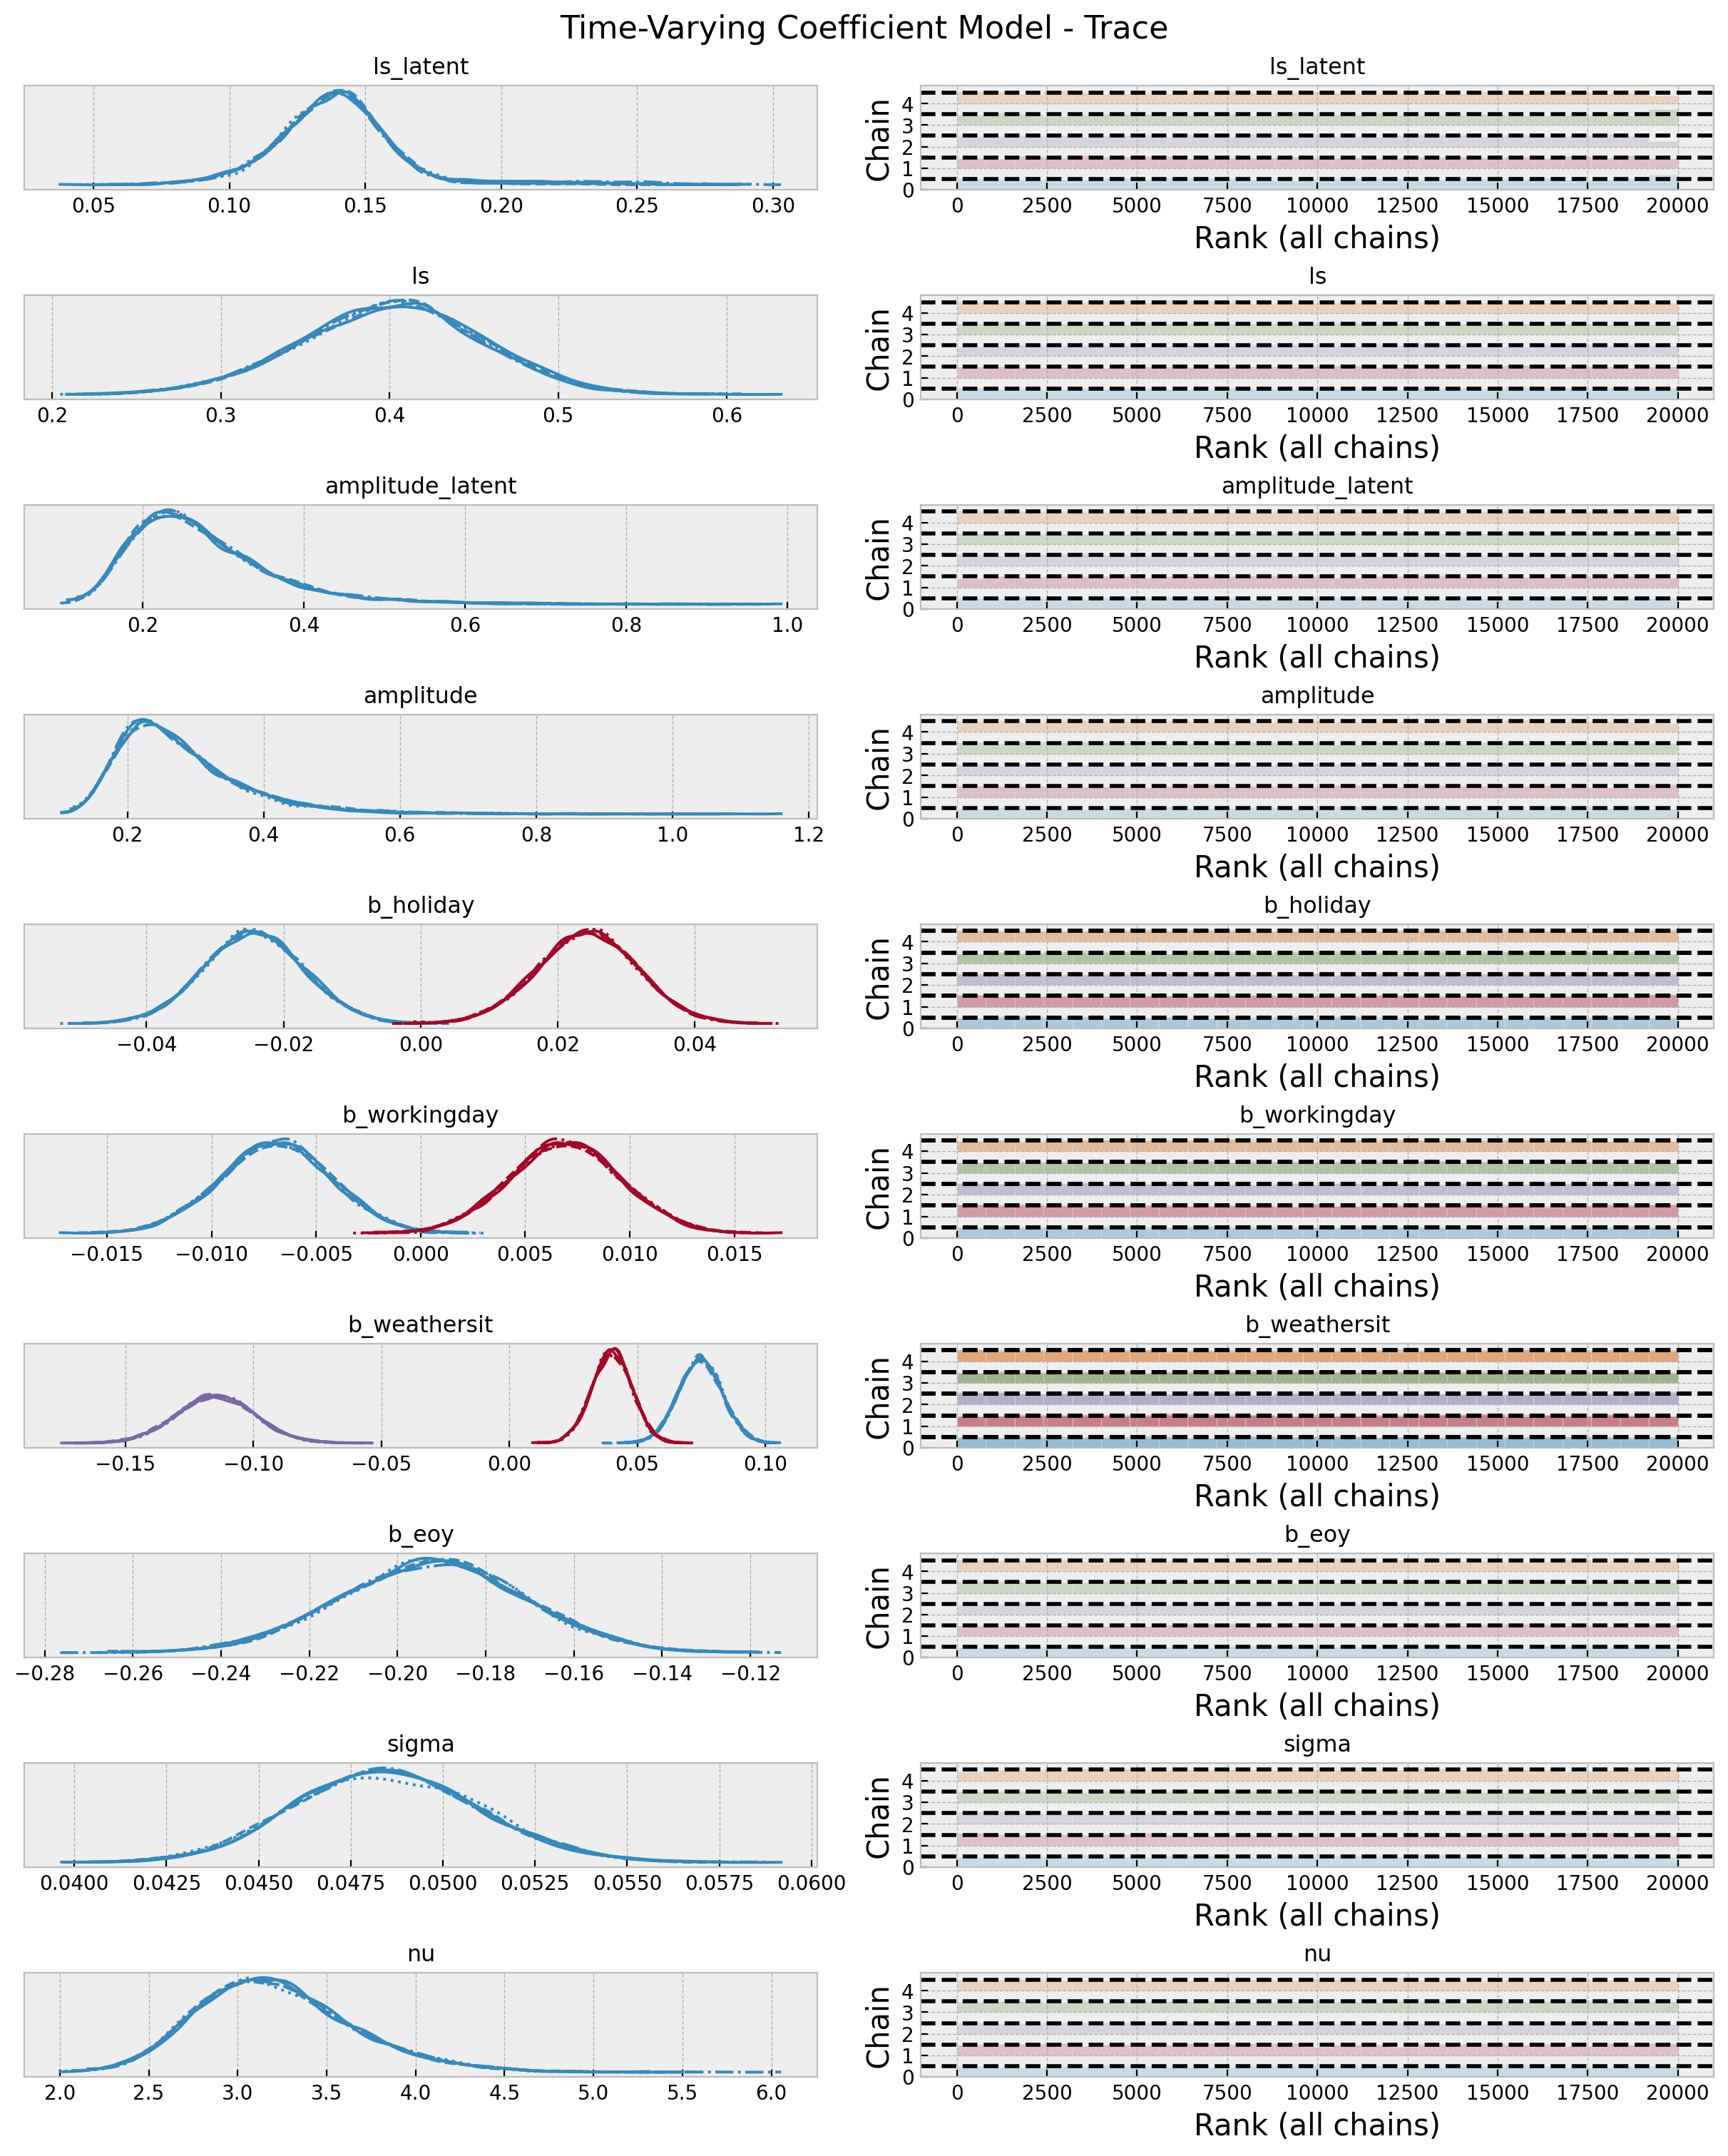 Time-Varying Coefficient Model - Trace
ls_latent
0.05 0.10 0.15 0.20 0.25 0.30
ls_latent
Chain
4
3
2
1
0
0 2500 5000 7500 10000 12500 15000 17500 20000
Rank (all chains)
ls
0.2 0.3 0.4 0.5 0.6
ls
Chain
4
3
2
1
0
0 2500 5000 7500 10000 12500 15000 17500 20000
Rank (all chains)
amplitude_latent
0.2 0.4 0.6 0.8 1.0
amplitude_latent
Chain
4
3
2
1
0
0 2500 5000 7500 10000 12500 15000 17500 20000
Rank (all chains)
amplitude
0.2 0.4 0.6 0.8 1.0 1.2
amplitude
Chain
4
3
2
1
0
0 2500 5000 7500 10000 12500 15000 17500 20000
Rank (all chains)
b_holiday
−0.04 −0.02 0.00 0.02 0.04
b_holiday
Chain
4
3
2
1
0
0 2500 5000 7500 10000 12500 15000 17500 20000
Rank (all chains)
b_workingday
−0.015 −0.010 −0.005 0.000 0.005 0.010 0.015
b_workingday
Chain
4
3
2
1
0
0 2500 5000 7500 10000 12500 15000 17500 20000
Rank (all chains)
b_weathersit
−0.15 −0.10 −0.05 0.00 0.05 0.10
b_weathersit
Chain
4
3
2
1
0
0 2500 5000 7500 10000 12500 15000 17500 20000
Rank (all chains)
b_eoy
−0.28 −0.26 −0.24 −0.22 −0.20 −0.18 −0.16 −0.14 −0.12
b_eoy
Chain
4
3
2
1
0
0 2500 5000 7500 10000 12500 15000 17500 20000
Rank (all chains)
sigma
0.0400 0.0425 0.0450 0.0475 0.0500 0.0525 0.0550 0.0575 0.0600
sigma
Chain
4
3
2
1
0
0 2500 5000 7500 10000 12500 15000 17500 20000
Rank (all chains)
nu
2.0 2.5 3.0 3.5 4.0 4.5 5.0 5.5 6.0
nu
Chain
4
3
2
1
0
0 2500 5000 7500 10000 12500 15000 17500 20000
Rank (all chains)